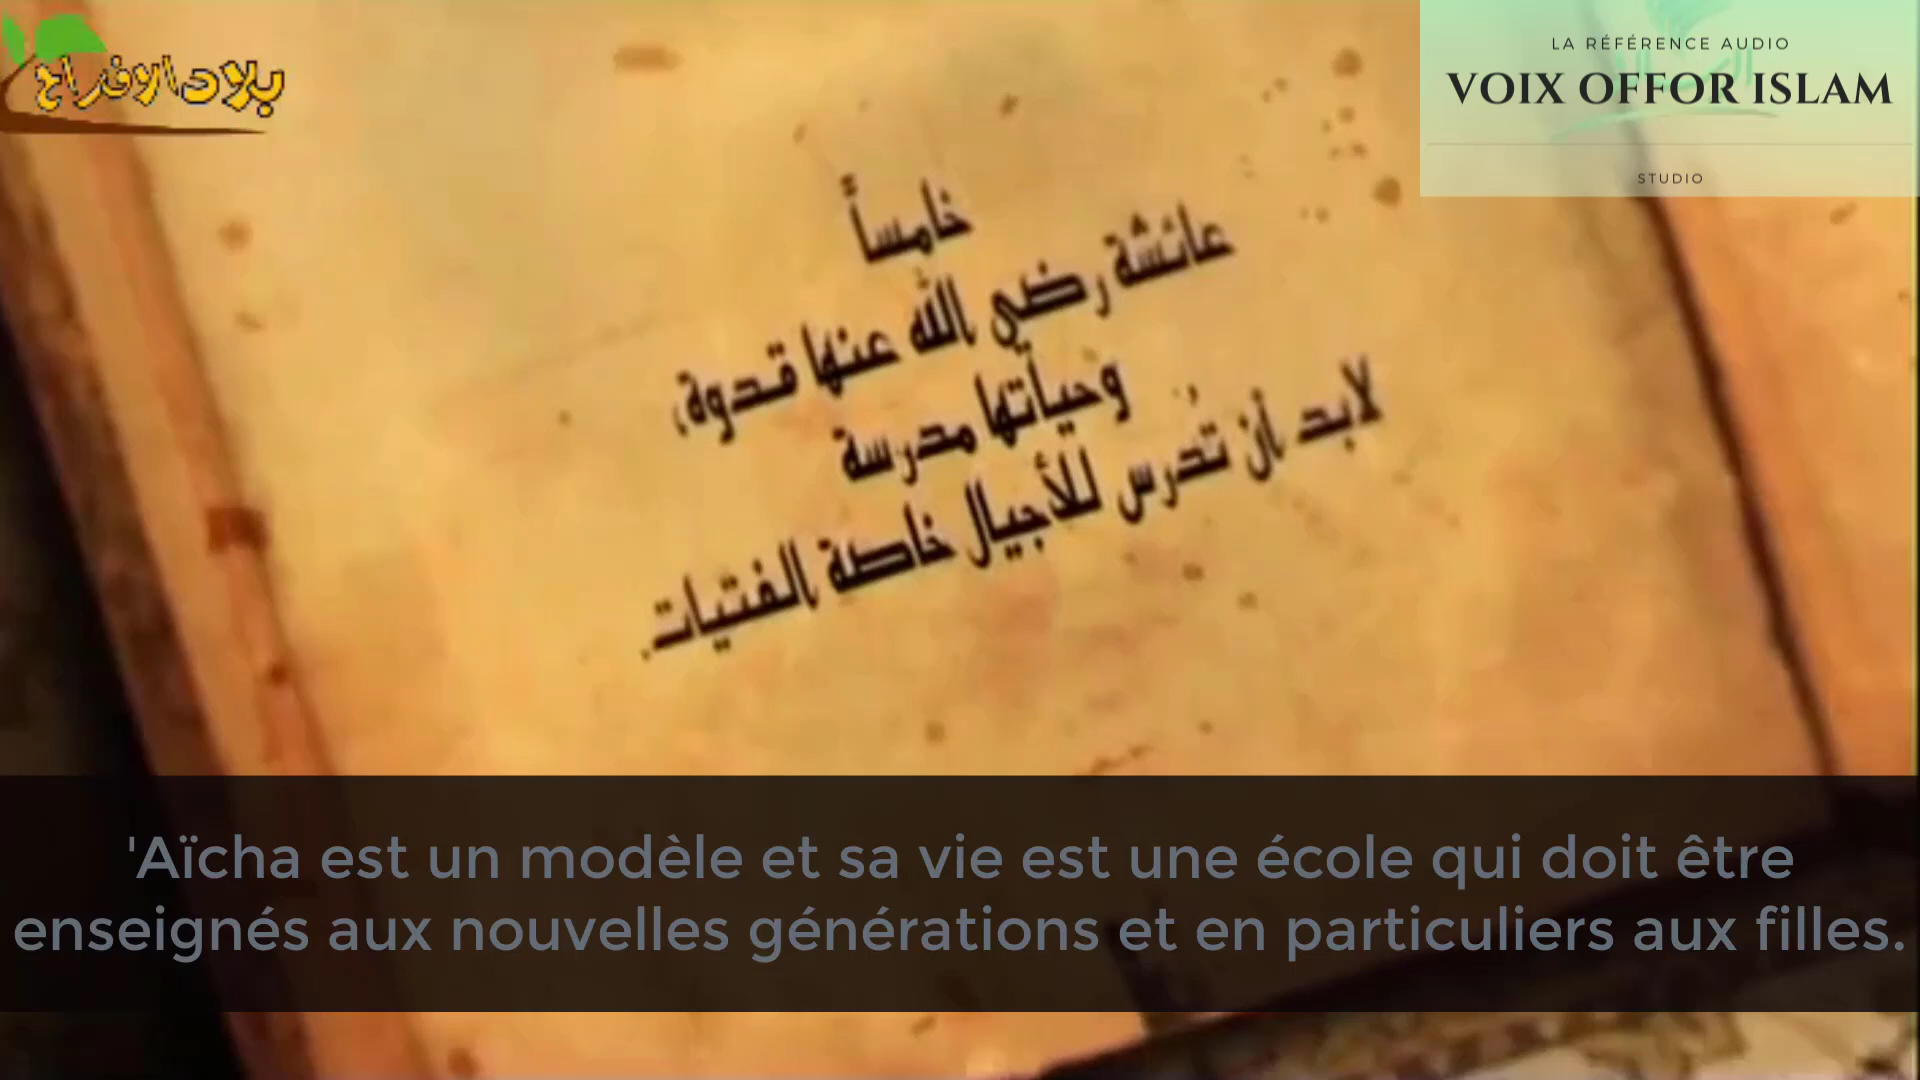 بلاد الافراح
LA RÉFÉRENCE AUDIO
VOIX OFFOR ISLAM
STUDIO
خامساً
عائشة رضي الله عنها قدوة،
وحياتها مدرسة
لابد أن تُدرس للأجيال خاصة الفتيات.
'Aïcha est un modèle et sa vie est une école qui doit être
enseignés aux nouvelles générations et en particuliers aux filles.